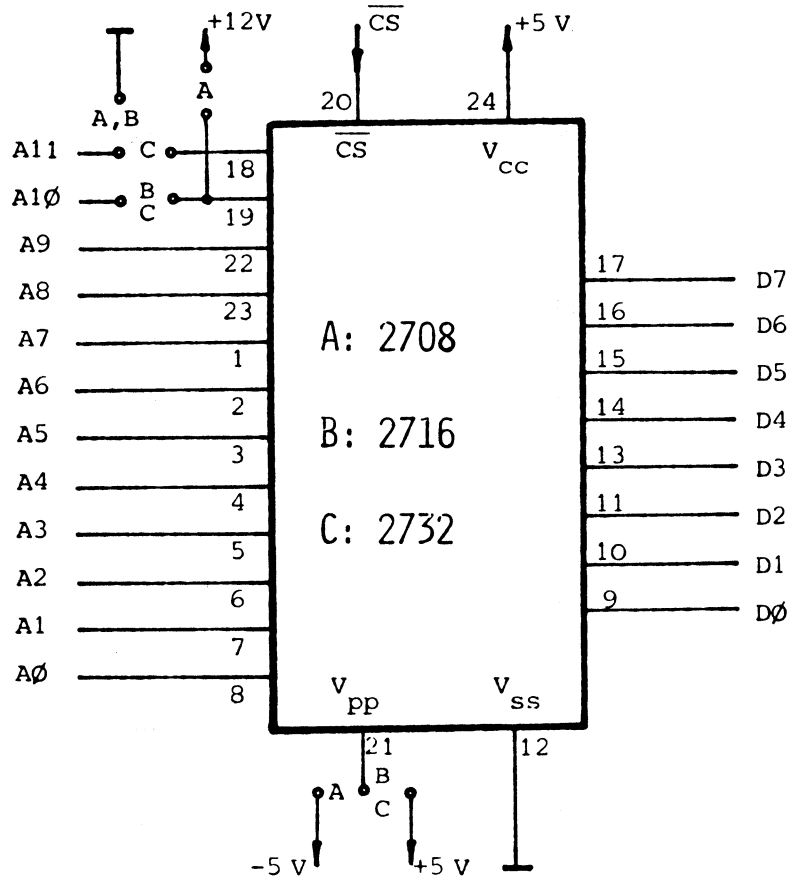 +12V
CS
+5 V
A
20
24
A,B
A11
C
18
CS
Vcc
A1Ø
B
C
19
A9
22
17
D7
A8
23
16
D6
A7
1
A: 2708
15
D5
A6
2
14
D4
A5
3
B: 2716
13
D3
A4
4
11
D2
A3
5
C: 2732
10
D1
A2
6
9
DØ
A1
7
AØ
8
Vpp
Vss
21
12
A
B
C
-5 V
+5 V